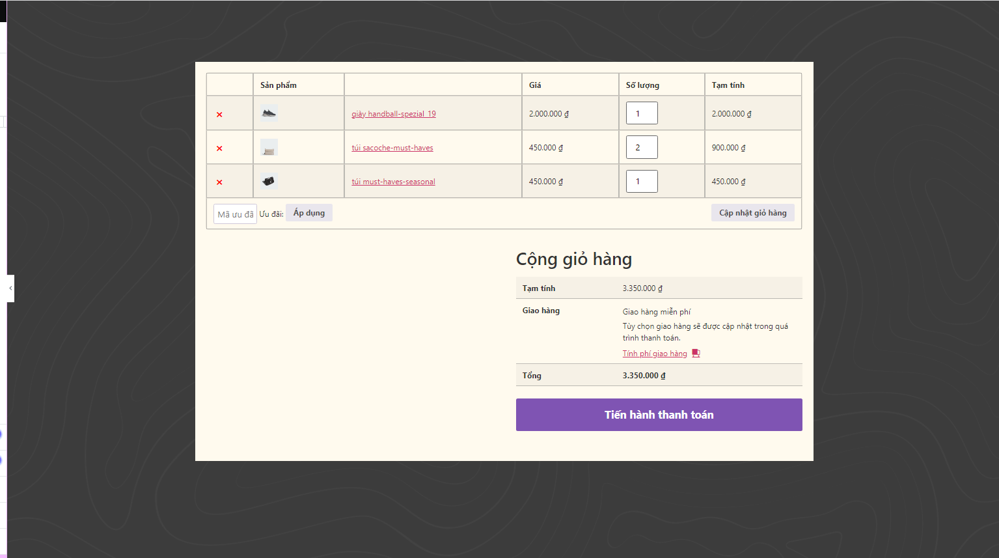 Sản phẩm Giá Số lượng Tạm tính
× giày handball-spezial_19 2.000.000 ₫ 1 2.000.000 ₫
× túi sacoche-must-haves 450.000 ₫ 2 900.000 ₫
× túi must-haves-seasonal 450.000 ₫ 1 450.000 ₫
Mã ưu đã Ưu đãi: Áp dụng Cập nhật giỏ hàng
Cộng giỏ hàng
Tạm tính 3.350.000 ₫
Giao hàng Giao hàng miễn phí
Tùy chọn giao hàng sẽ được cập nhật trong quá
trình thanh toán.
Tính phí giao hàng
Tổng 3.350.000 ₫
Tiến hành thanh toán